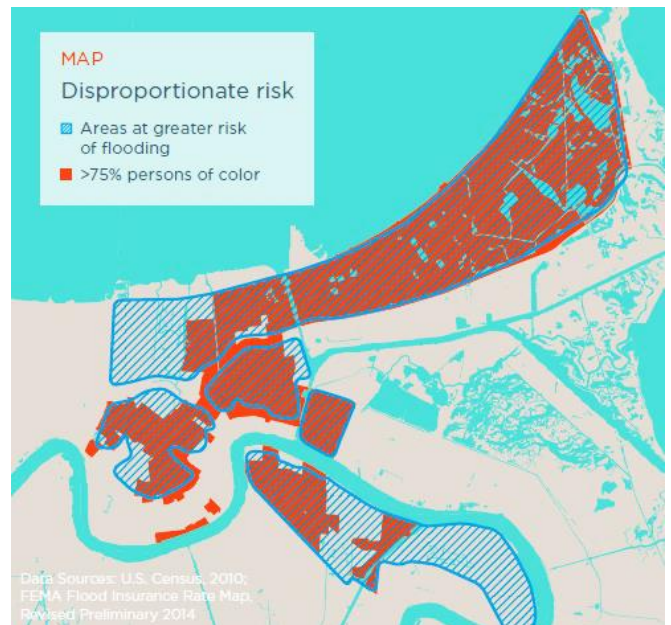 MAP
Disproportionate risk
Areas at greater risk
of flooding
>75% persons of color
Data Sources: U.S. Census, 2010;
FEMA Flood Insurance Rate Map,
Revised Preliminary 2014